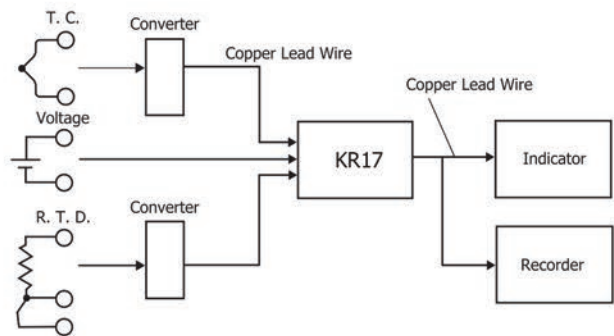 T. C.
Converter
Copper Lead Wire
Voltage
Copper Lead Wire
KR17
Indicator
R. T. D.
Converter
Recorder